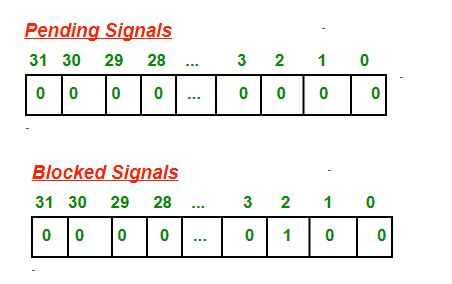 Pending Signals
31 30 29 28 ... 3 2 1 0
0 0 0 0 ... 0 0 0 0
Blocked Signals
31 30 29 28 ... 3 2 1 0
0 0 0 0 ... 0 1 0 0